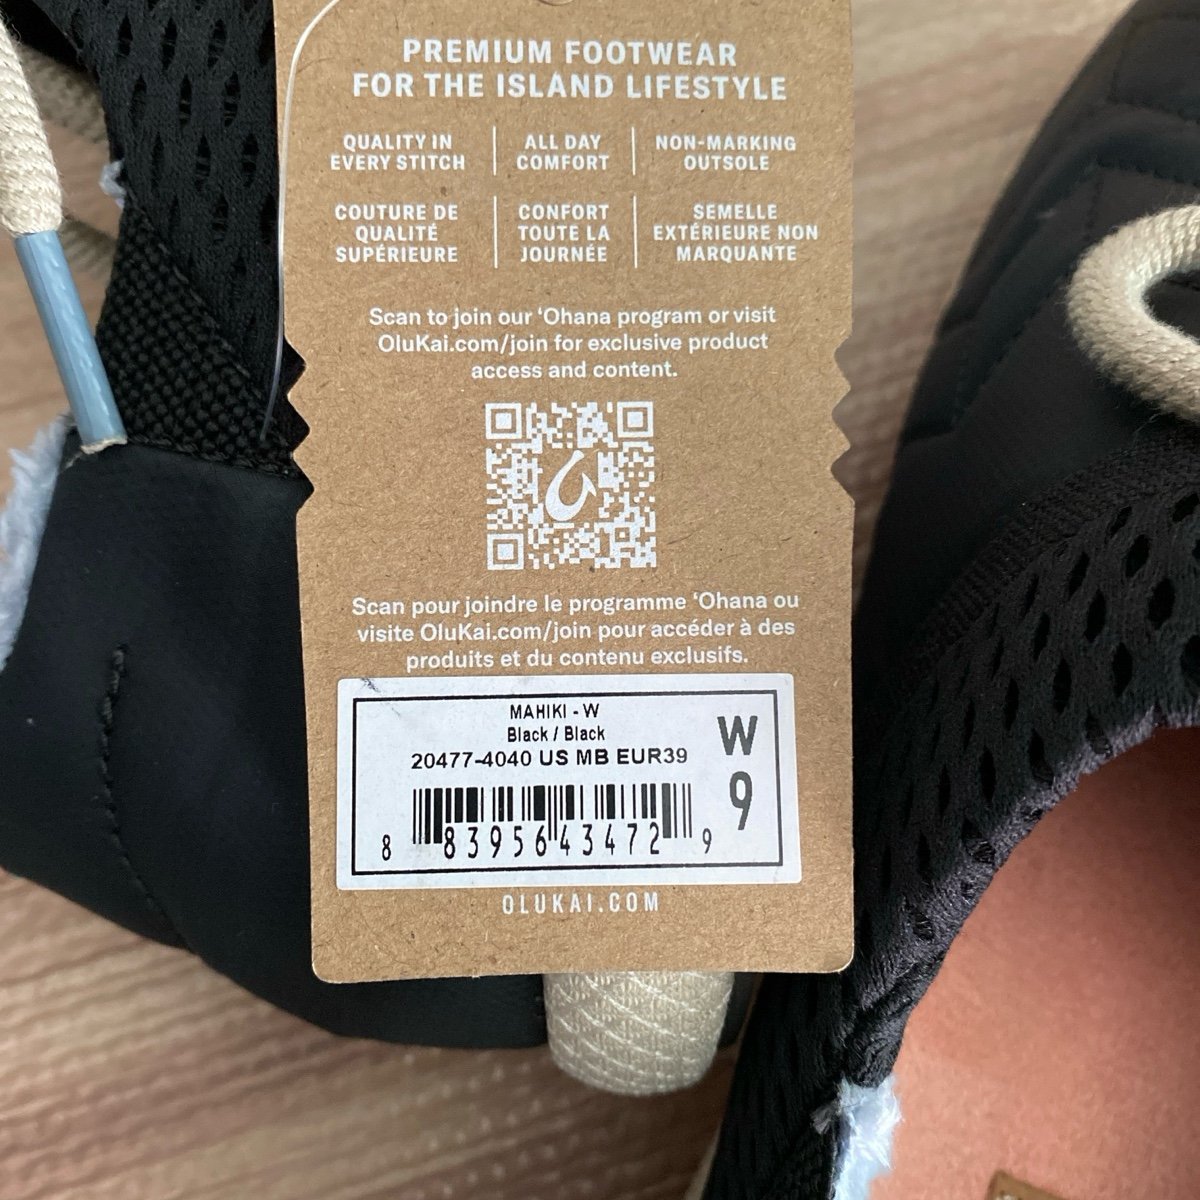 PREMIUM FOOTWEAR
FOR THE ISLAND LIFESTYLE
QUALITY IN
EVERY STITCH
ALL DAY
COMFORT
NON-MARKING
OUTSOLE
COUTURE DE
QUALITÉ
SUPÉRIEURE
CONFORT
TOUTE LA
JOURNÉE
SEMELLE
EXTÉRIEURE NON
MARQUANTE
Scan to join our ‘Ohana program or visit
OluKai.com/join for exclusive product
access and content.
Scan pour joindre le programme ‘Ohana ou
visite OluKai.com/join pour accéder à des
produits et du contenu exclusifs.
MAHIKI - W
Black / Black
20477-4040 US MB EUR39
W
9
8 83956 43472 9
OLUKAI.COM